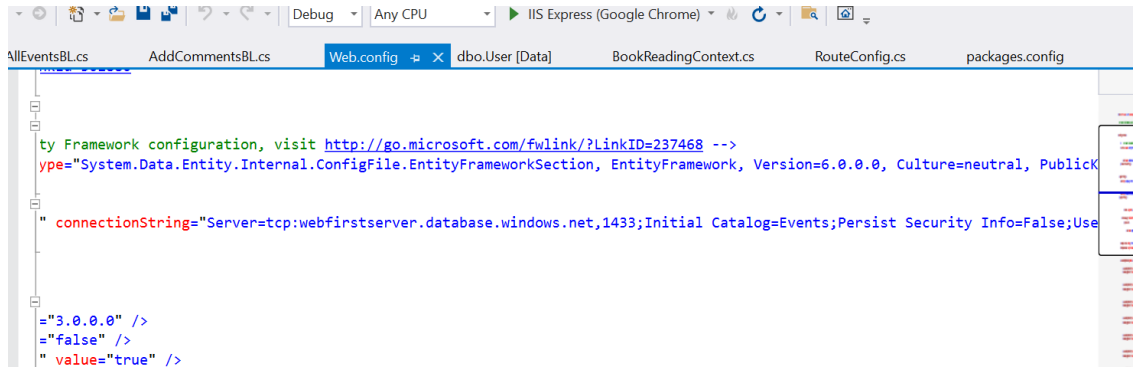 Debug Any CPU IIS Express (Google Chrome)
AllEventsBL.cs AddCommentsBL.cs Web.config dbo.User [Data] BookReadingContext.cs RouteConfig.cs packages.config
ty Framework configuration, visit http://go.microsoft.com/fwlink/?LinkID=237468 -->
ype="System.Data.Entity.Internal.ConfigFile.EntityFrameworkSection, EntityFramework, Version=6.0.0.0, Culture=neutral, PublicK
" connectionString="Server=tcp:webfirstserver.database.windows.net,1433;Initial Catalog=Events;Persist Security Info=False;Use
="3.0.0.0" />
="false" />
" value="true" />